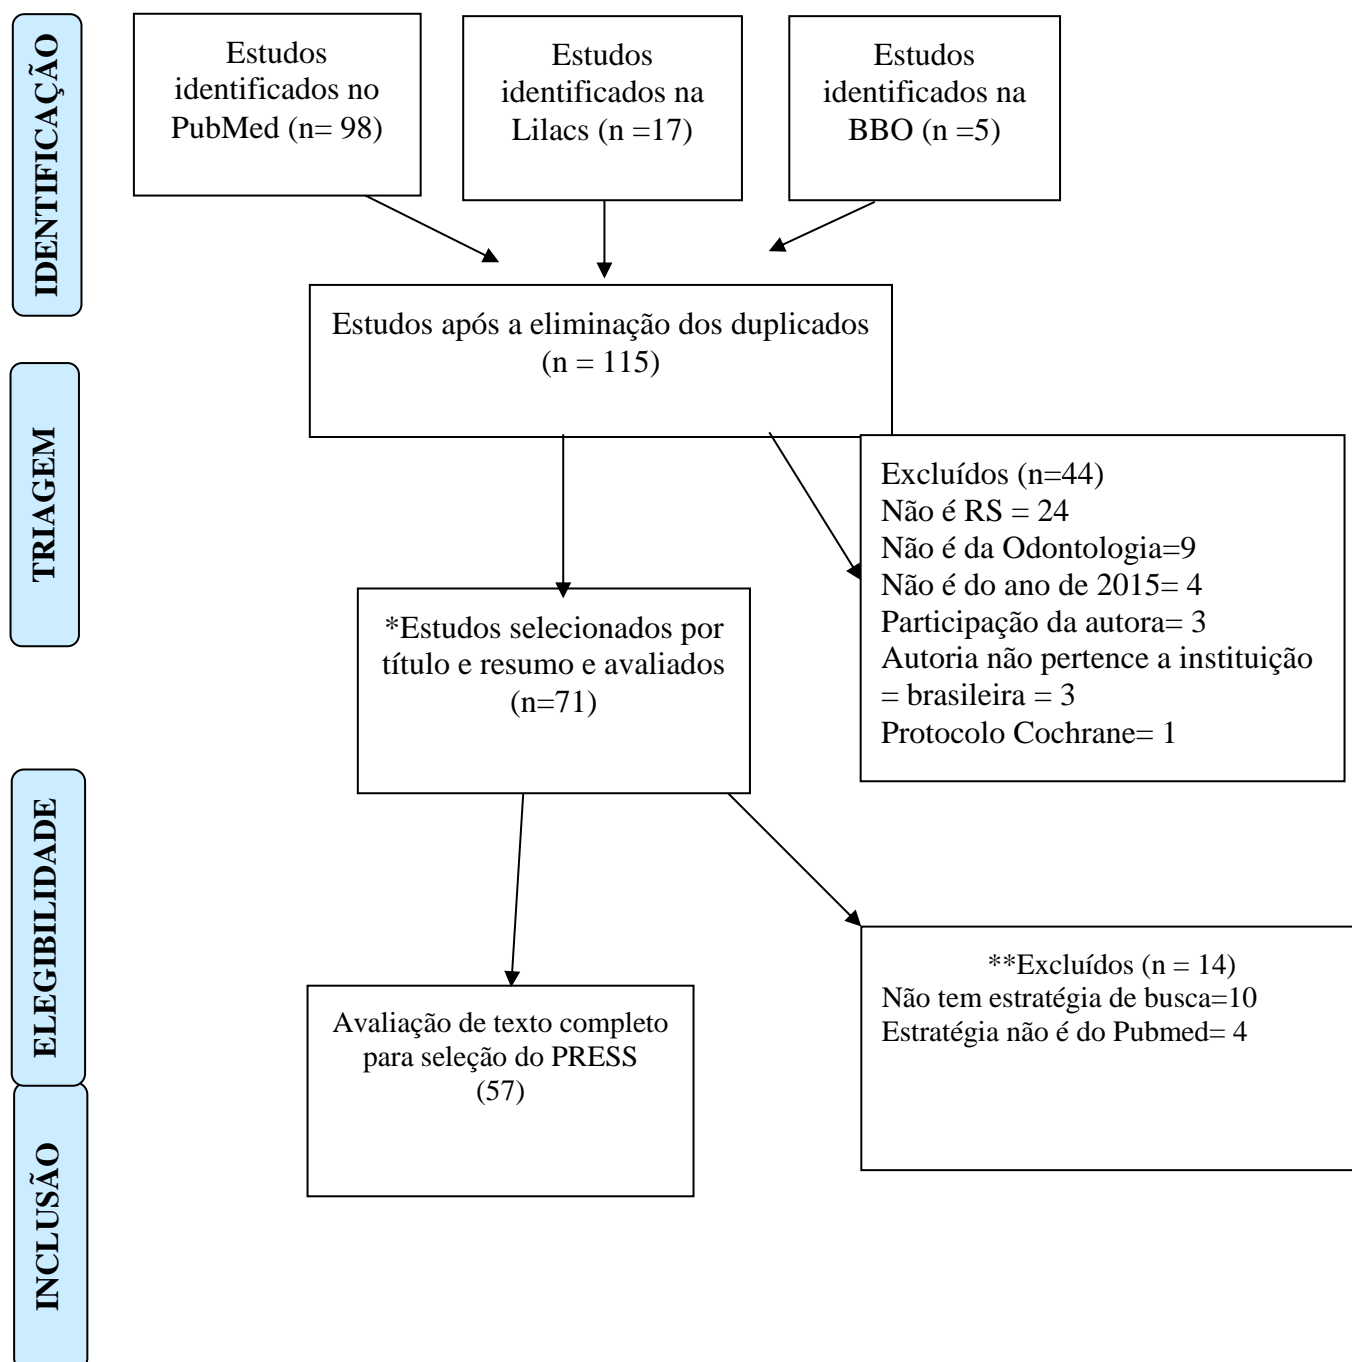 IDENTIFICAÇÃO
Estudos
identificados no
PubMed (n= 98)
Estudos
identificados na
Lilacs (n =17)
Estudos
identificados na
BBO (n =5)
Estudos após a eliminação dos duplicados
(n = 115)
TRIAGEM
Excluídos (n=44)
Não é RS = 24
Não é da Odontologia=9
Não é do ano de 2015= 4
Participação da autora= 3
Autoria não pertence a instituição
= brasileira = 3
Protocolo Cochrane= 1
*Estudos selecionados por
título e resumo e avaliados
(n=71)
ELEGIBILIDADE
**Excluídos (n = 14)
Não tem estratégia de busca=10
Estratégia não é do Pubmed= 4
Avaliação de texto completo
para seleção do PRESS
(57)
INCLUSÃO